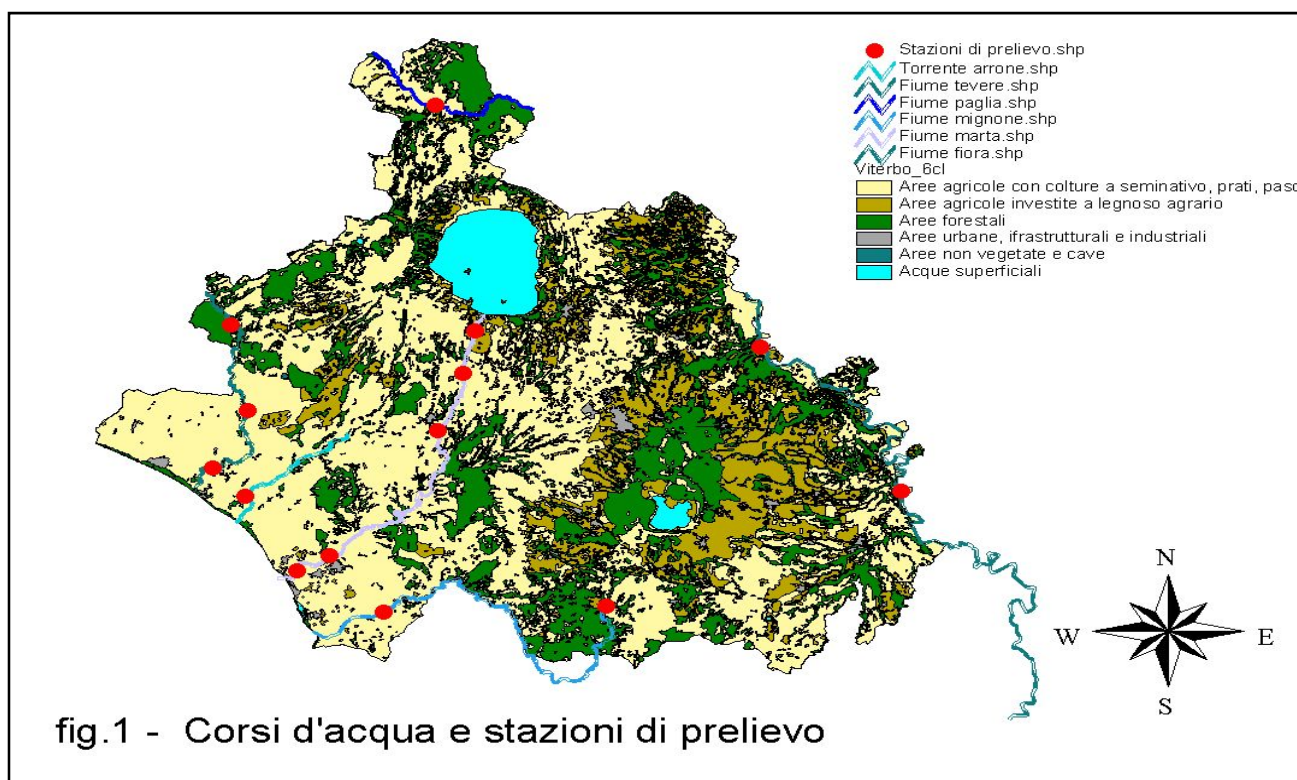 Stazioni di prelievo.shp
Torrente arrone.shp
Fiume tevere.shp
Fiume paglia.shp
Fiume mignone.shp
Fiume marta.shp
Fiume fiora.shp
Viterbo_6cl
Aree agricole con colture a seminativo, prati, pasc
Aree agricole investite a legnoso agrario
Aree forestali
Aree urbane, ifrastrutturali e industriali
Aree non vegetate e cave
Acque superficiali
N
W E
S
fig.1 - Corsi d'acqua e stazioni di prelievo